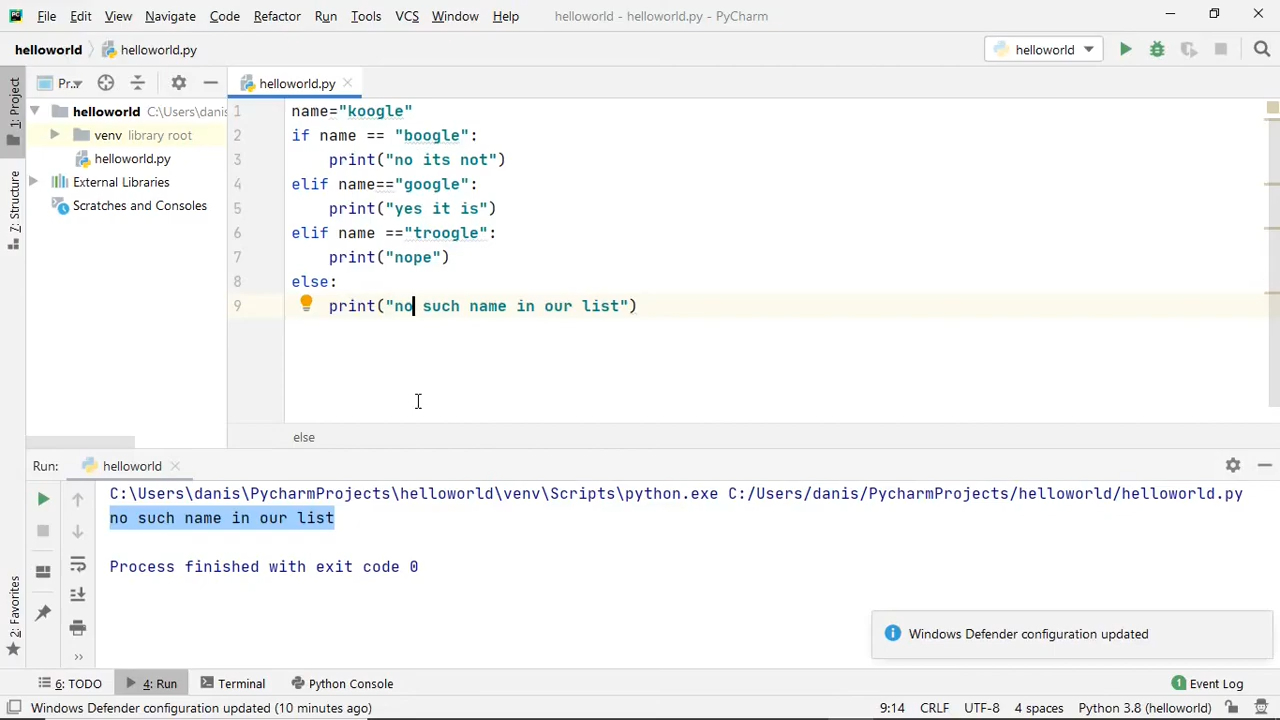 File Edit View Navigate Code Refactor Run Tools VCS Window Help helloworld - helloworld.py - PyCharm
helloworld helloworld.py helloworld
1: Project
Pr..
helloworld.py
helloworld C:\Users\danis
venv library root
helloworld.py
External Libraries
Scratches and Consoles
Z: Structure
1 name="koogle"
2 if name == "boogle":
3 print("no its not")
4 elif name=="google":
5 print("yes it is")
6 elif name =="troogle":
7 print("nope")
8 else:
9 print("no such name in our list")
else
Run: helloworld
C:\Users\danis\PycharmProjects\helloworld\venv\Scripts\python.exe C:/Users/danis/PycharmProjects/helloworld/helloworld.py
no such name in our list
Process finished with exit code 0
2: Favorites
Windows Defender configuration updated
6: TODO 4: Run Terminal Python Console 1 Event Log
Windows Defender configuration updated (10 minutes ago) 9:14 CRLF UTF-8 4 spaces Python 3.8 (helloworld)